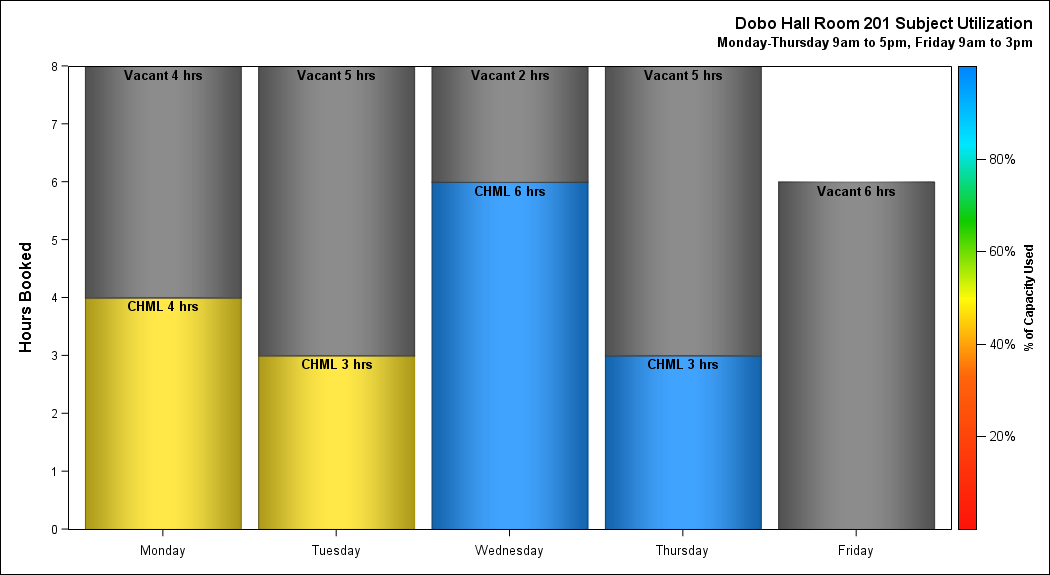 Dobo Hall Room 201 Subject Utilization
Monday-Thursday 9am to 5pm, Friday 9am to 3pm
Hours Booked
8
7
6
5
4
3
2
1
0
Vacant 4 hrs
CHML 4 hrs
Vacant 5 hrs
CHML 3 hrs
Vacant 2 hrs
CHML 6 hrs
Vacant 5 hrs
CHML 3 hrs
Vacant 6 hrs
Monday
Tuesday
Wednesday
Thursday
Friday
80%
60%
40%
20%
% of Capacity Used